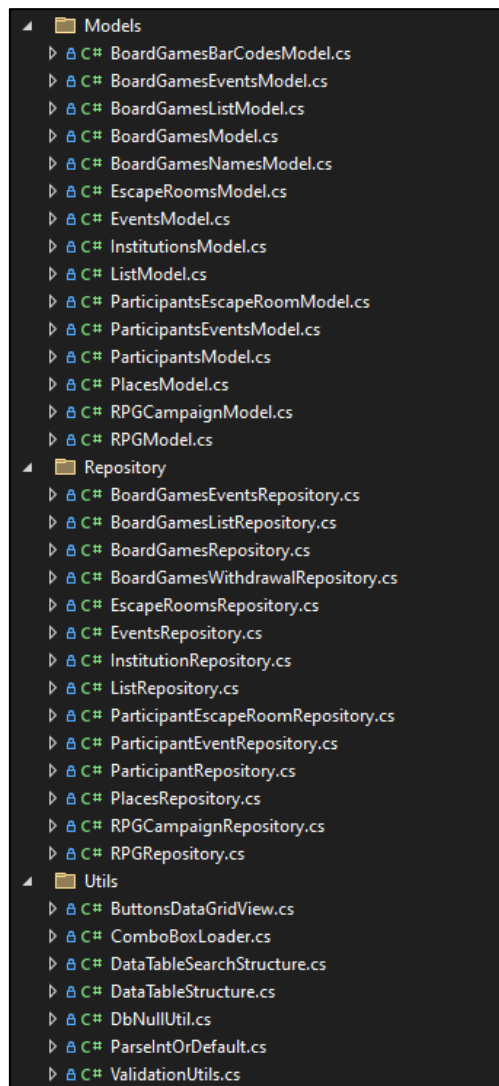 Models
C# BoardGamesBarCodesModel.cs
C# BoardGamesEventsModel.cs
C# BoardGamesListModel.cs
C# BoardGamesModel.cs
C# BoardGamesNamesModel.cs
C# EscapeRoomsModel.cs
C# EventsModel.cs
C# InstitutionsModel.cs
C# ListModel.cs
C# ParticipantsEscapeRoomModel.cs
C# ParticipantsEventsModel.cs
C# ParticipantsModel.cs
C# PlacesModel.cs
C# RPGCampaignModel.cs
C# RPGModel.cs
Repository
C# BoardGamesEventsRepository.cs
C# BoardGamesListRepository.cs
C# BoardGamesRepository.cs
C# BoardGamesWithdrawalRepository.cs
C# EscapeRoomsRepository.cs
C# EventsRepository.cs
C# InstitutionRepository.cs
C# ListRepository.cs
C# ParticipantEscapeRoomRepository.cs
C# ParticipantEventRepository.cs
C# ParticipantRepository.cs
C# PlacesRepository.cs
C# RPGCampaignRepository.cs
C# RPGRepository.cs
Utils
C# ButtonsDataGridView.cs
C# ComboBoxLoader.cs
C# DataTableSearchStructure.cs
C# DataTableStructure.cs
C# DbNullUtil.cs
C# ParseIntOrDefault.cs
C# ValidationUtils.cs